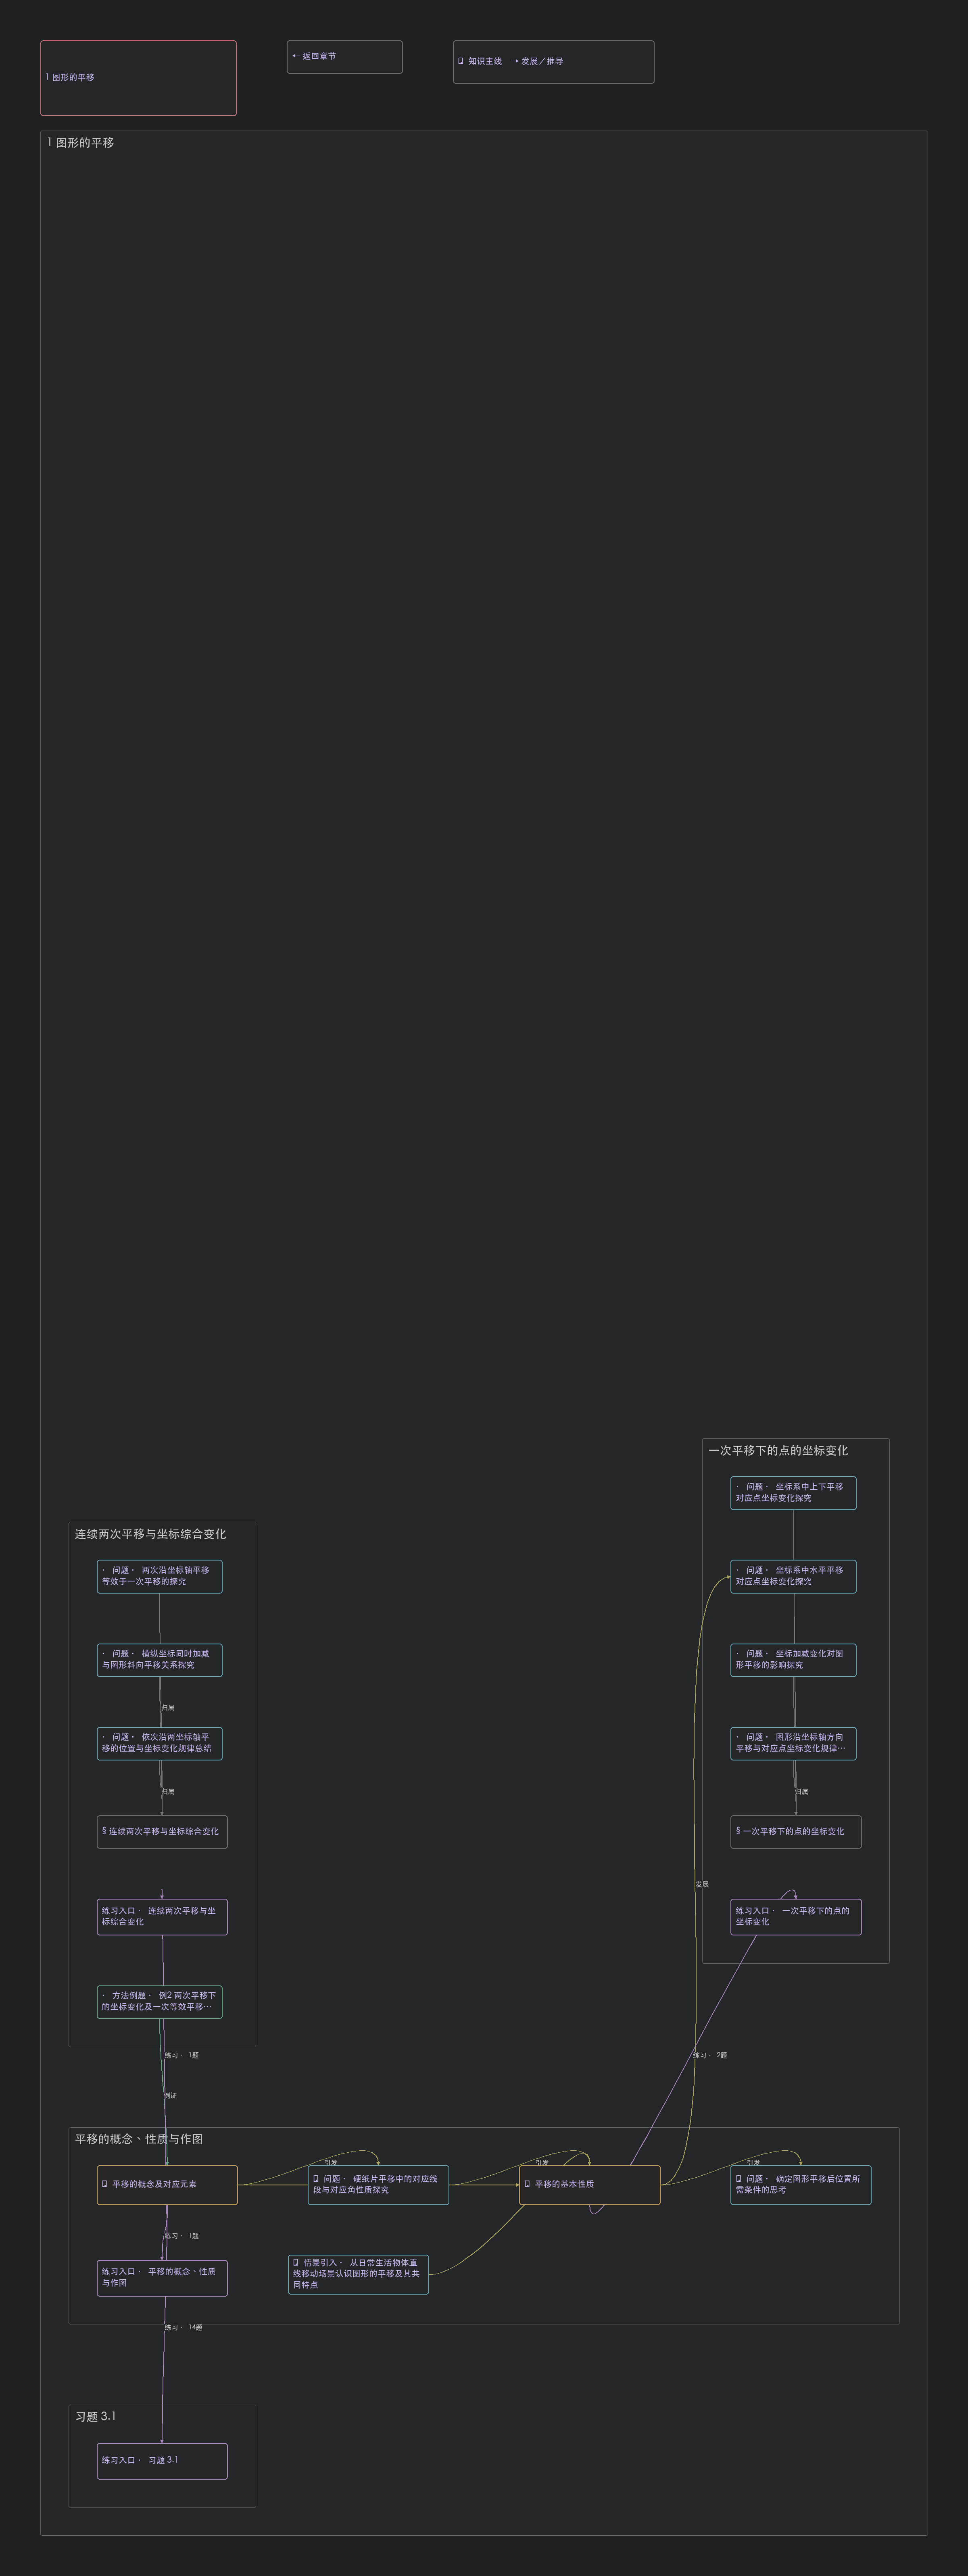 1 图形的平移
← 返回章节
知识主线 → 发展／推导
1 图形的平移
一次平移下的点的坐标变化
· 问题 · 坐标系中上下平移
对应点坐标变化探究
连续两次平移与坐标综合变化
· 问题 · 两次沿坐标轴平移
等效于一次平移的探究
· 问题 · 坐标系中水平平移
对应点坐标变化探究
· 问题 · 横纵坐标同时加减
与图形斜向平移关系探究
· 问题 · 坐标加减变化对图
形平移的影响探究
归属
· 问题 · 依次沿两坐标轴平
移的位置与坐标变化规律总结
· 问题 · 图形沿坐标轴方向
平移与对应点坐标变化规律…
归属
归属
§ 连续两次平移与坐标综合变化
§ 一次平移下的点的坐标变化
发展
练习入口 · 连续两次平移与坐
标综合变化
练习入口 · 一次平移下的点的
坐标变化
· 方法例题 · 例2 两次平移下
的坐标变化及一次等效平移…
练习 · 1题
练习 · 2题
例证
平移的概念、性质与作图
引发
引发
引发
平移的概念及对应元素
问题 · 硬纸片平移中的对应线
段与对应角性质探究
平移的基本性质
问题 · 确定图形平移后位置所
需条件的思考
练习 · 1题
练习入口 · 平移的概念、性质
与作图
情景引入 · 从日常生活物体直
线移动场景认识图形的平移及其共
同特点
练习 · 14题
习题 3.1
练习入口 · 习题 3.1